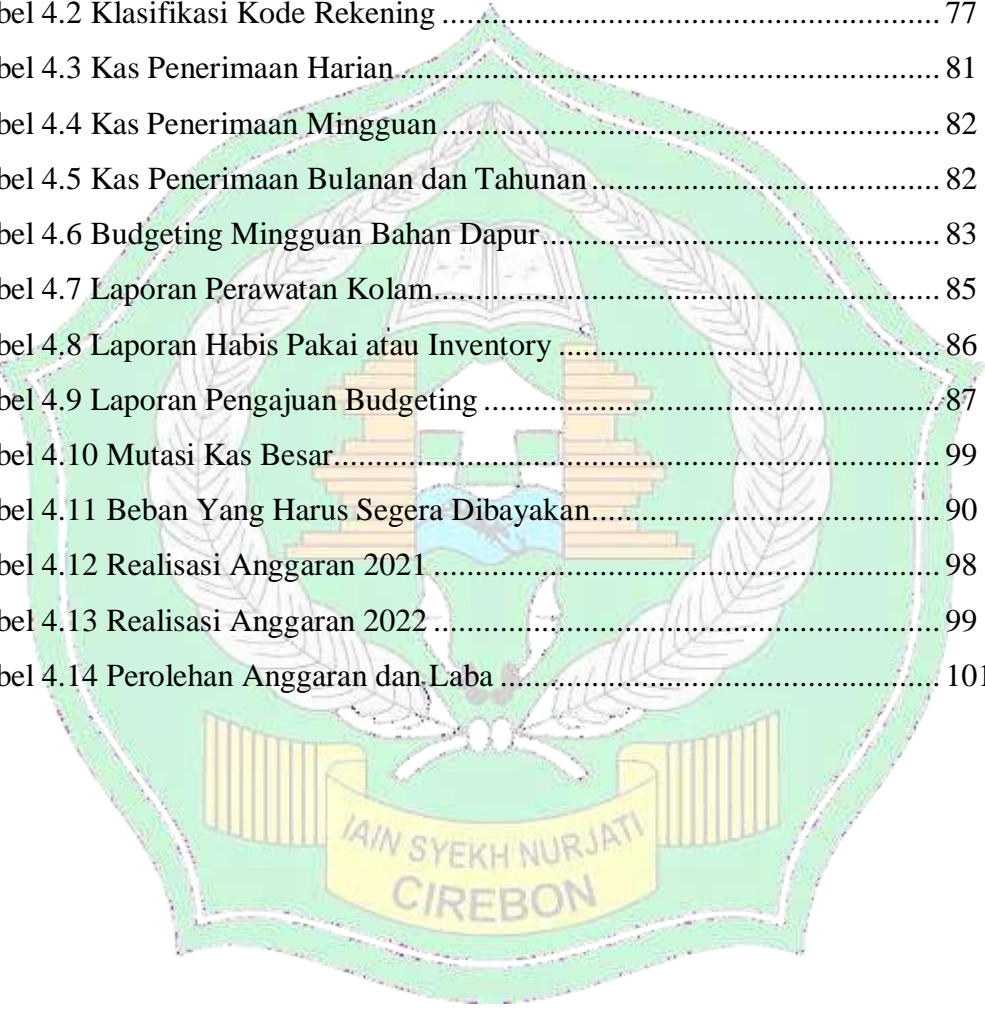 bel 4.2 Klasifikasi Kode Rekening ........................................................ 77
bel 4.3 Kas Penerimaan Harian ............................................................. 81
bel 4.4 Kas Penerimaan Mingguan ........................................................ 82
bel 4.5 Kas Penerimaan Bulanan dan Tahunan ....................................... 82
bel 4.6 Budgeting Mingguan Bahan Dapur ............................................. 83
bel 4.7 Laporan Perawatan Kolam.......................................................... 85
bel 4.8 Laporan Habis Pakai atau Inventory ........................................... 86
bel 4.9 Laporan Pengajuan Budgeting .................................................... 87
bel 4.10 Mutasi Kas Besar....................................................................... 99
bel 4.11 Beban Yang Harus Segera Dibayakan....................................... 90
bel 4.12 Realisasi Anggaran 2021 .......................................................... 98
bel 4.13 Realisasi Anggaran 2022 .......................................................... 99
bel 4.14 Perolehan Anggaran dan Laba .................................................. 101
IAIN SYEKH NURJATI
CIREBON